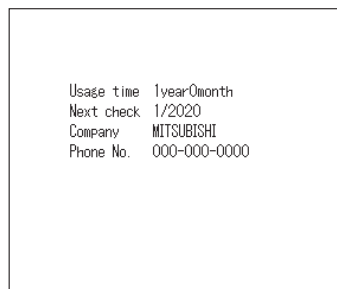 Usage time 1year0month
Next check 1/2020
Company MITSUBISHI
Phone No. 000-000-0000